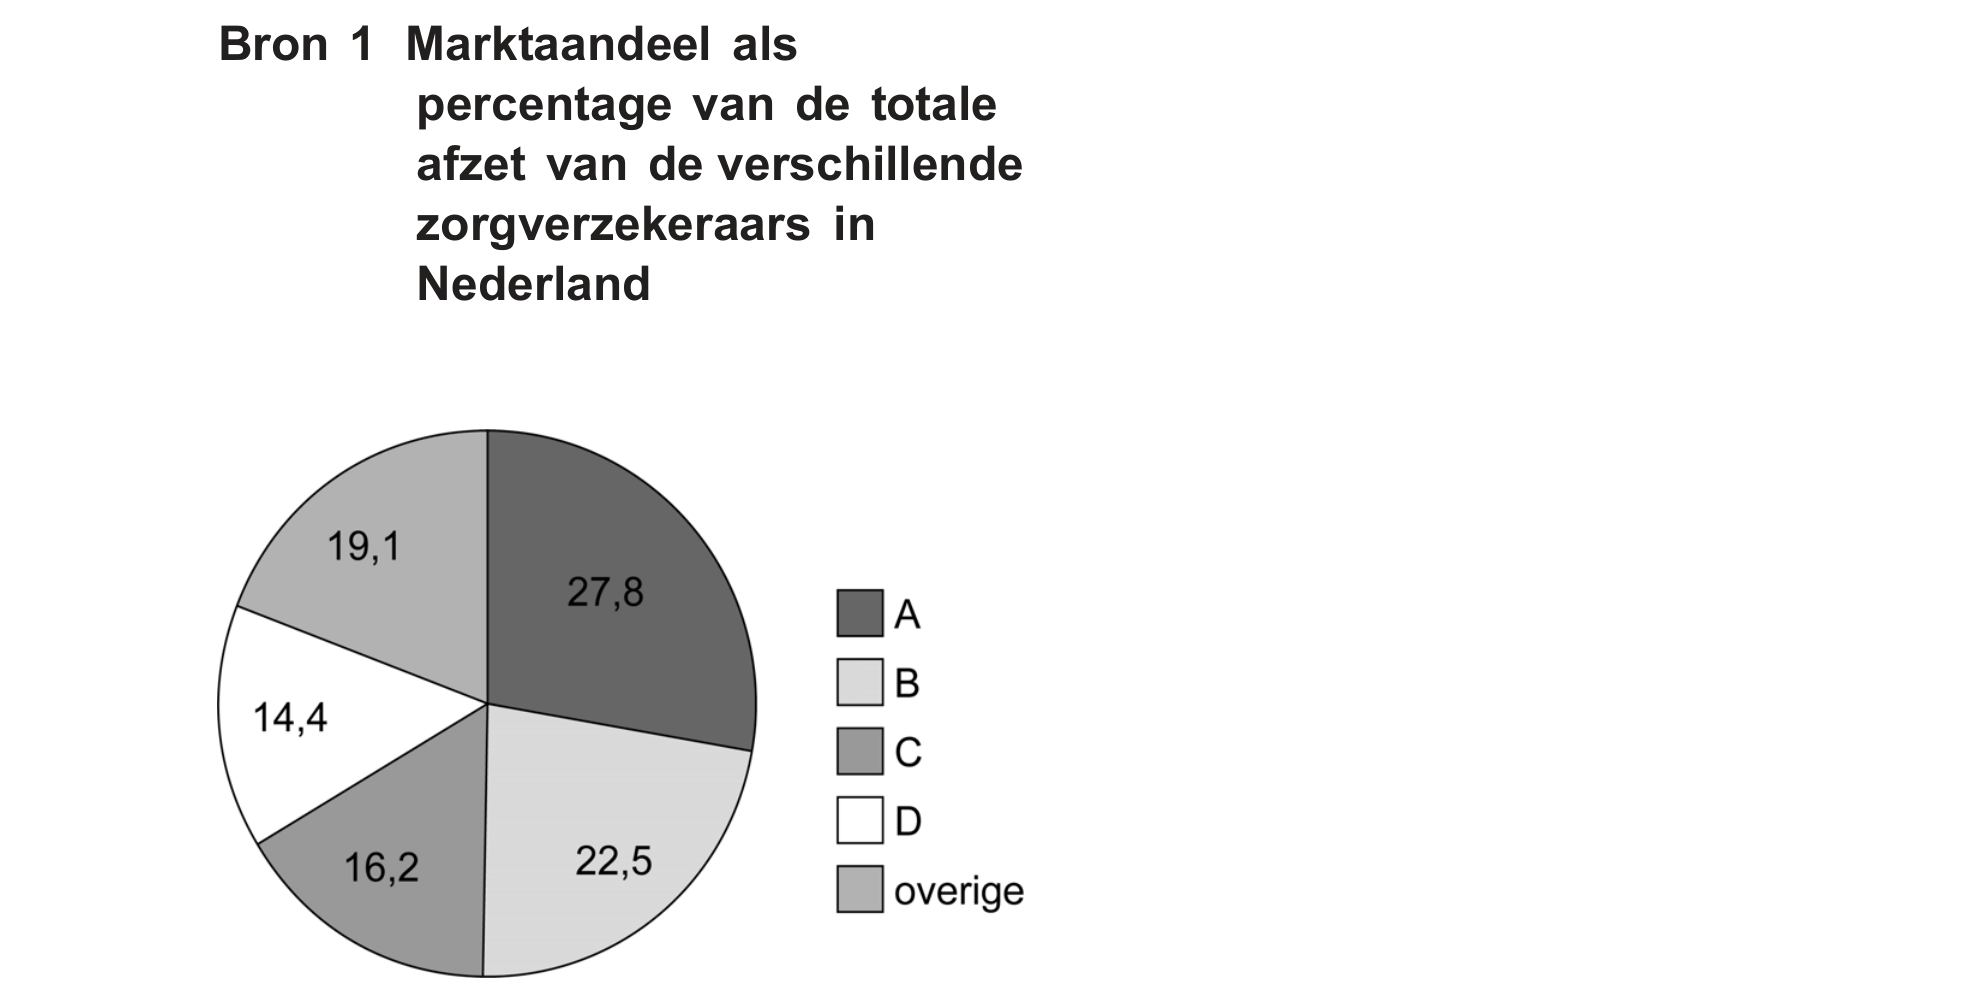 Bron 1 Marktaandeel als
percentage van de totale
afzet van de verschillende
zorgverzekeraars in
Nederland
19,1
27,8
14,4
16,2
22,5
A
B
C
D
overige